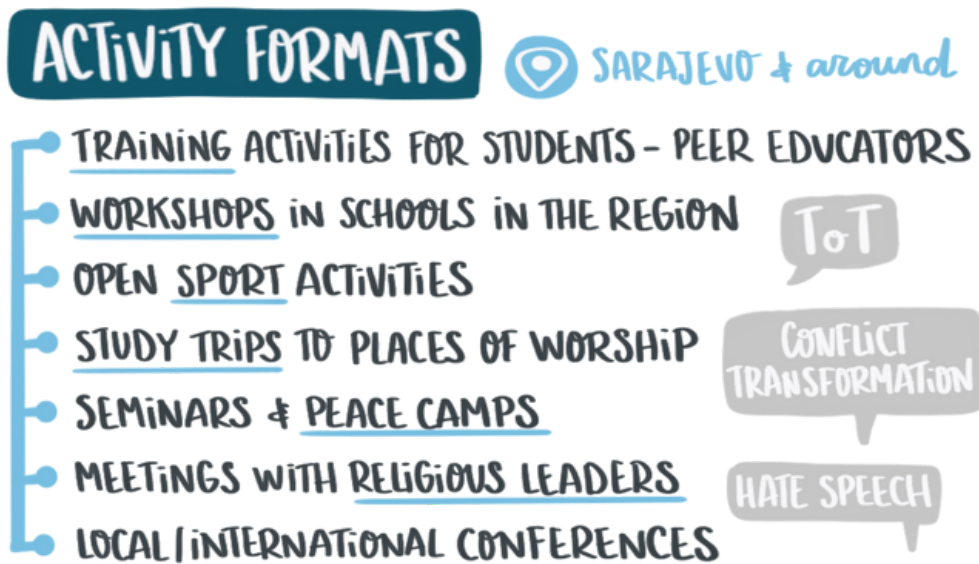 ACTIVITY FORMATS
SARAJEVO & around
TRAINING ACTIVITIES FOR STUDENTS - PEER EDUCATORS
WORKSHOPS IN SCHOOLS IN THE REGION
OPEN SPORT ACTIVITIES
STUDY TRIPS TO PLACES OF WORSHIP
SEMINARS & PEACE CAMPS
MEETINGS WITH RELIGIOUS LEADERS
LOCAL/INTERNATIONAL CONFERENCES
ToT
CONFLICT
TRANSFORMATION
HATE SPEECH